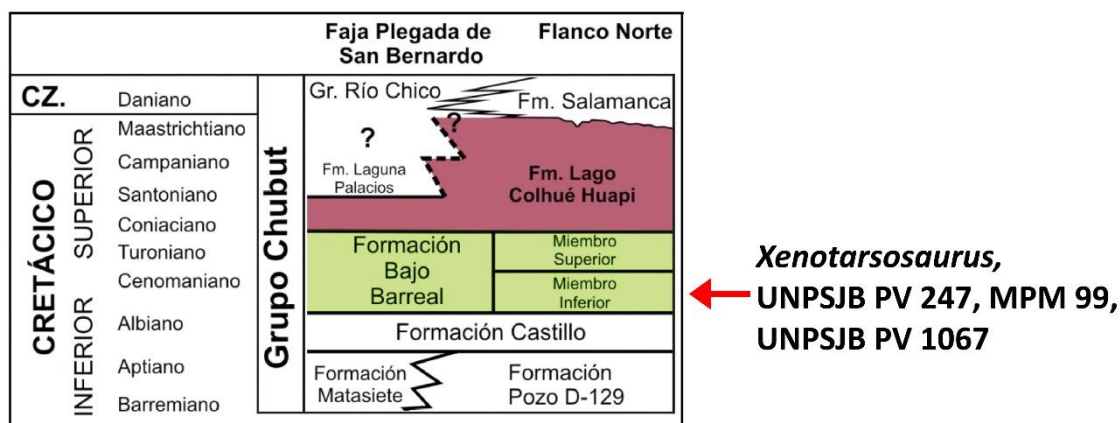 Faja Plegada de
San Bernardo
Flanco Norte
CZ.
Daniano
CRETÁCICO
SUPERIOR
INFERIOR
Maastrichtiano
Campaniano
Santoniano
Coniaciano
Turoniano
Cenomaniano
Albiano
Aptiano
Barremiano
Grupo Chubut
Gr. Río Chico
Fm. Salamanca
?
?
Fm. Laguna
Palacios
Fm. Lago
Colhué Huapi
Formación
Bajo
Barreal
Miembro
Superior
Miembro
Inferior
Formación Castillo
Formación
Matasiete
Formación
Pozo D-129
Xenotarsosaurus,
UNPSJB PV 247, MPM 99,
UNPSJB PV 1067